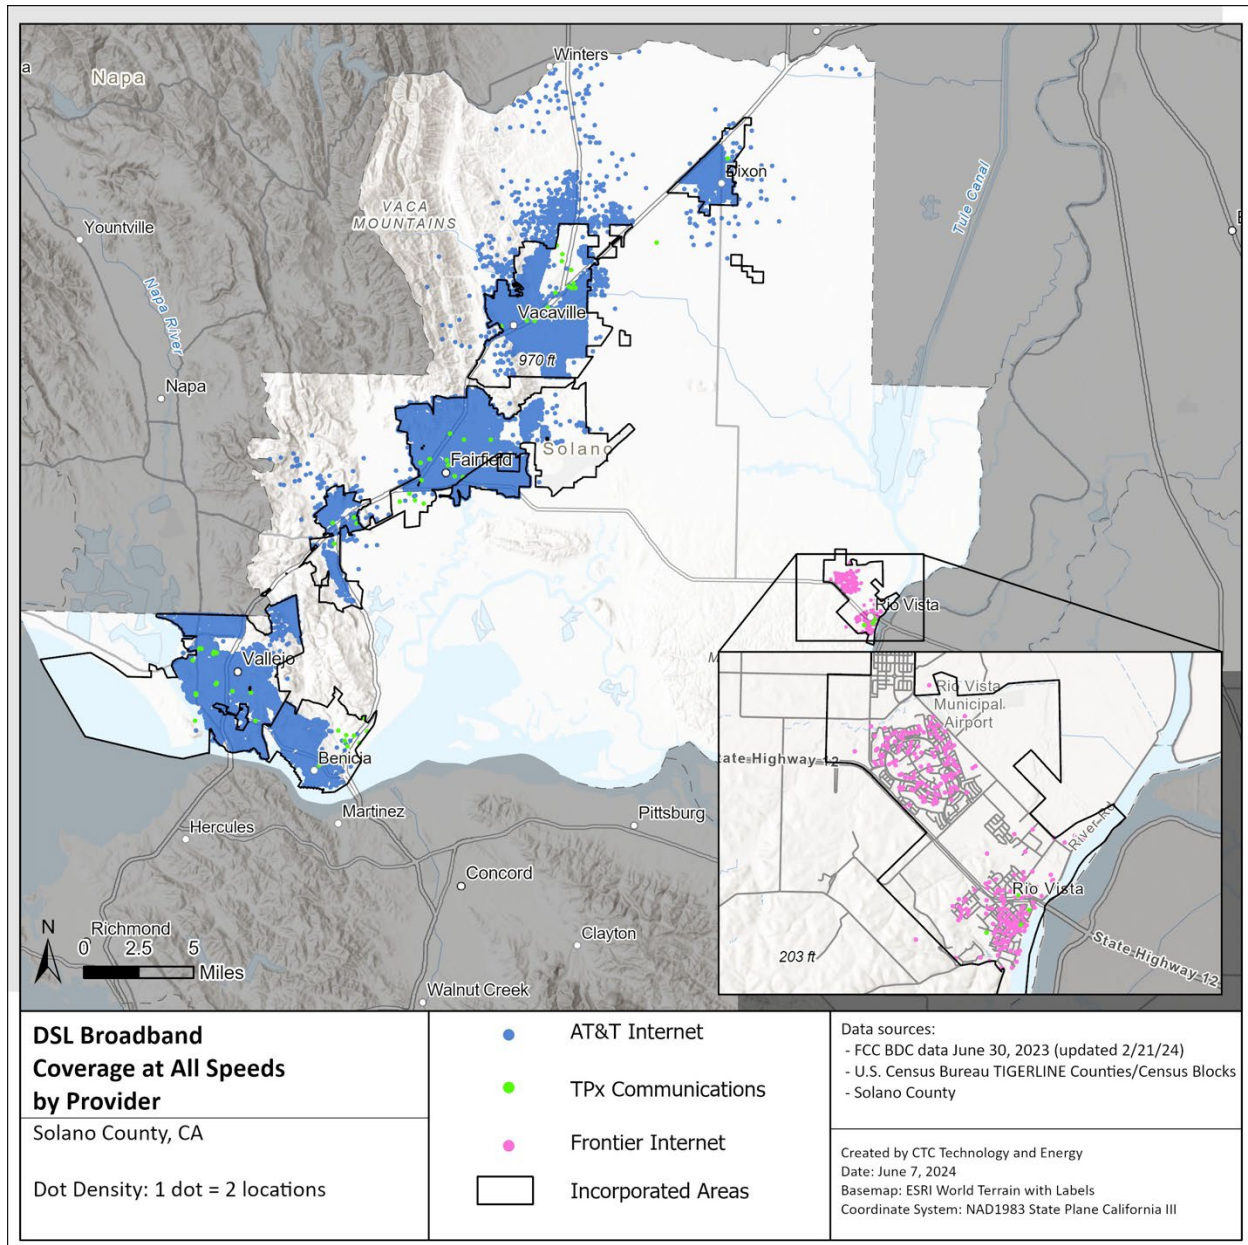 Winters
a
Napa
Dixon
Tule Canal
VACA
MOUNTAINS
Yountville
Napa River
Vacaville
970 ft
Napa
Solano
Fairfield
Rio Vista
Vallejo
Benicia
Martinez
Hercules
Pittsburg
Concord
Richmond
Clayton
Walnut Creek
N
0 2.5 5
Miles
Rio Vista
Municipal
Airport
tate Highway 12
River Rd
Rio Vista
State Highway 12
203 ft
DSL Broadband
Coverage at All Speeds
by Provider
Solano County, CA
Dot Density: 1 dot = 2 locations
AT&T Internet
TPx Communications
Frontier Internet
Incorporated Areas
Data sources:
- FCC BDC data June 30, 2023 (updated 2/21/24)
- U.S. Census Bureau TIGERLINE Counties/Census Blocks
- Solano County
Created by CTC Technology and Energy
Date: June 7, 2024
Basemap: ESRI World Terrain with Labels
Coordinate System: NAD1983 State Plane California III